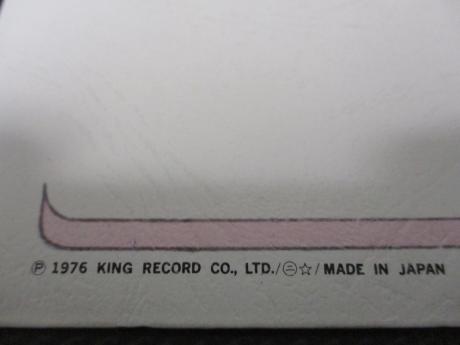 Ⓟ 1976 KING RECORD CO., LTD./㊁☆/MADE IN JAPAN